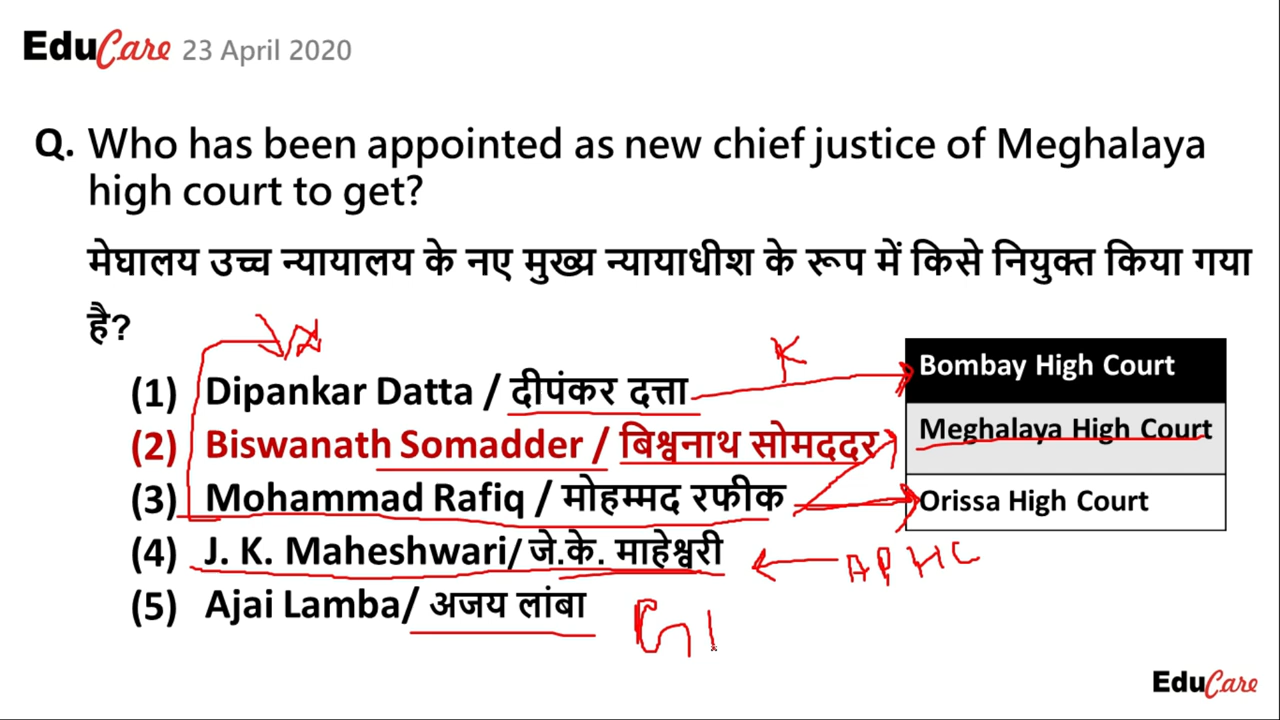 EduCare 23 April 2020
Q. Who has been appointed as new chief justice of Meghalaya
high court to get?
मेघालय उच्च न्यायालय के नए मुख्य न्यायाधीश के रूप में किसे नियुक्त किया गया
है?
(1) Dipankar Datta / दीपंकर दत्ता
(2) Biswanath Somadder / बिश्वनाथ सोमददर
(3) Mohammad Rafiq / मोहम्मद रफीक
(4) J. K. Maheshwari/ जे.के. माहेश्वरी
(5) Ajai Lamba/ अजय लांबा
K
Bombay High Court
Meghalaya High Court
Orissa High Court
APHC
EduCare